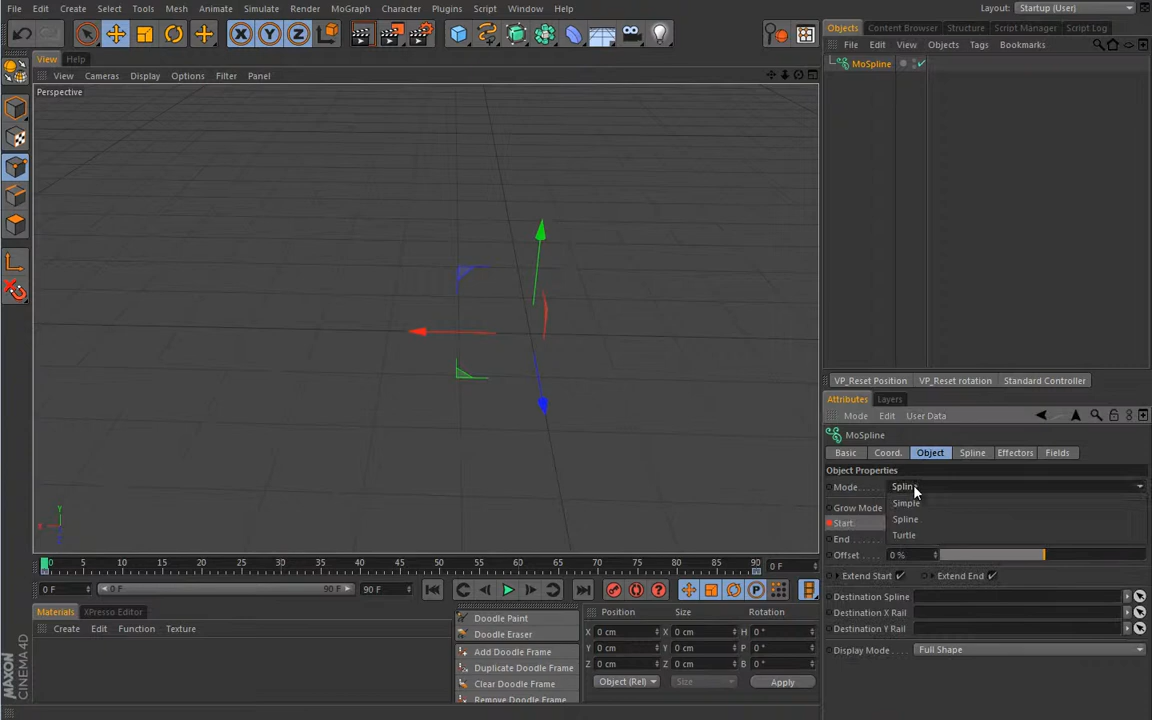 File Edit Create Select Tools Mesh Animate Simulate Render MoGraph Character Plugins Script Window Help Layout: Startup (User)
View Help
Objects Content Browser Structure Script Manager Script Log
File Edit View Objects Tags Bookmarks
View Cameras Display Options Filter Panel
MoSpline
Perspective
X Y Z
VP_Reset Position VP_Reset rotation Standard Controller
Attributes Layers
Mode Edit User Data
MoSpline
Basic Coord. Object Spline Effectors Fields
Object Properties
Mode . . . . . Spline
Simple
Grow Mode
Spline
Start
Turtle
End
Offset . . 0 %
Extend Start Extend End
Destination Spline
Destination X Rail
Destination Y Rail
Display Mode . Full Shape
Y
X
0 5 10 15 20 25 30 35 40 45 50 55 60 65 70 75 80 85 90 0 F
0 F 0 F 90 F 90 F
P
Materials XPresso Editor
Create Edit Function Texture
Doodle Paint
Doodle Eraser
Add Doodle Frame
Duplicate Doodle Frame
Clear Doodle Frame
Remove Doodle Frame
Position Size Rotation
X 0 cm X 0 cm H 0 °
Y 0 cm Y 0 cm P 0 °
Z 0 cm Z 0 cm B 0 °
Object (Rel) Size Apply
MAXON CINEMA 4D